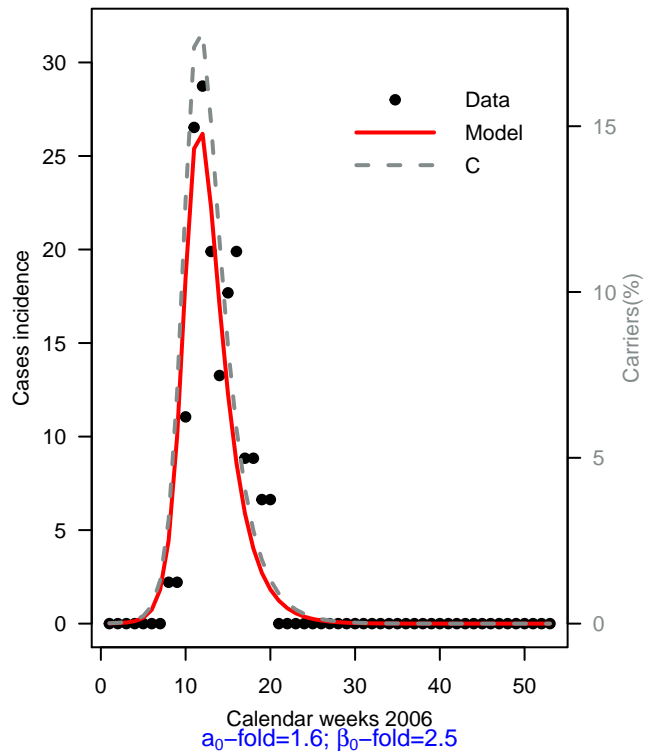 Cases incidence
30
25
20
15
10
5
0
Data
Model
C
15
10
5
0
Carriers(%)
0 10 20 30 40 50
Calendar weeks 2006
a₀−fold=1.6; β₀−fold=2.5